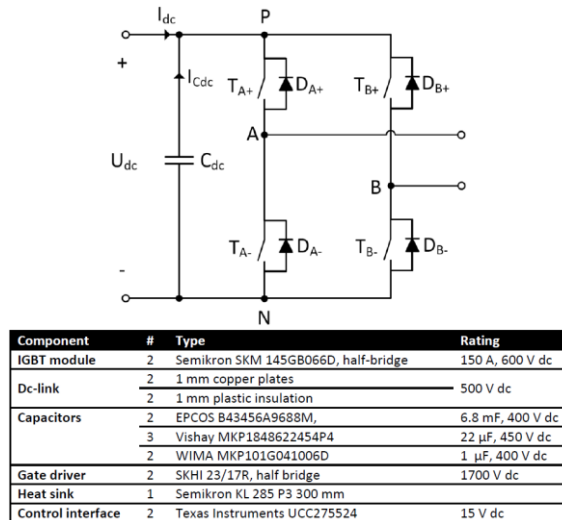 I_dc
P
+
I_Cdc
T_A+
D_A+
T_B+
D_B+
A
U_dc
C_dc
B
T_A-
D_A-
T_B-
D_B-
-
N
Component # Type Rating
IGBT module 2 Semikron SKM 145GB066D, half-bridge 150 A, 600 V dc
Dc-link 2 1 mm copper plates 500 V dc
2 1 mm plastic insulation
Capacitors 2 EPCOS B43456A9688M, 6.8 mF, 400 V dc
3 Vishay MKP1848622454P4 22 μF, 450 V dc
2 WIMA MKP101G041006D 1 μF, 400 V dc
Gate driver 2 SKHI 23/17R, half bridge 1700 V dc
Heat sink 1 Semikron KL 285 P3 300 mm
Control interface 2 Texas Instruments UCC275524 15 V dc